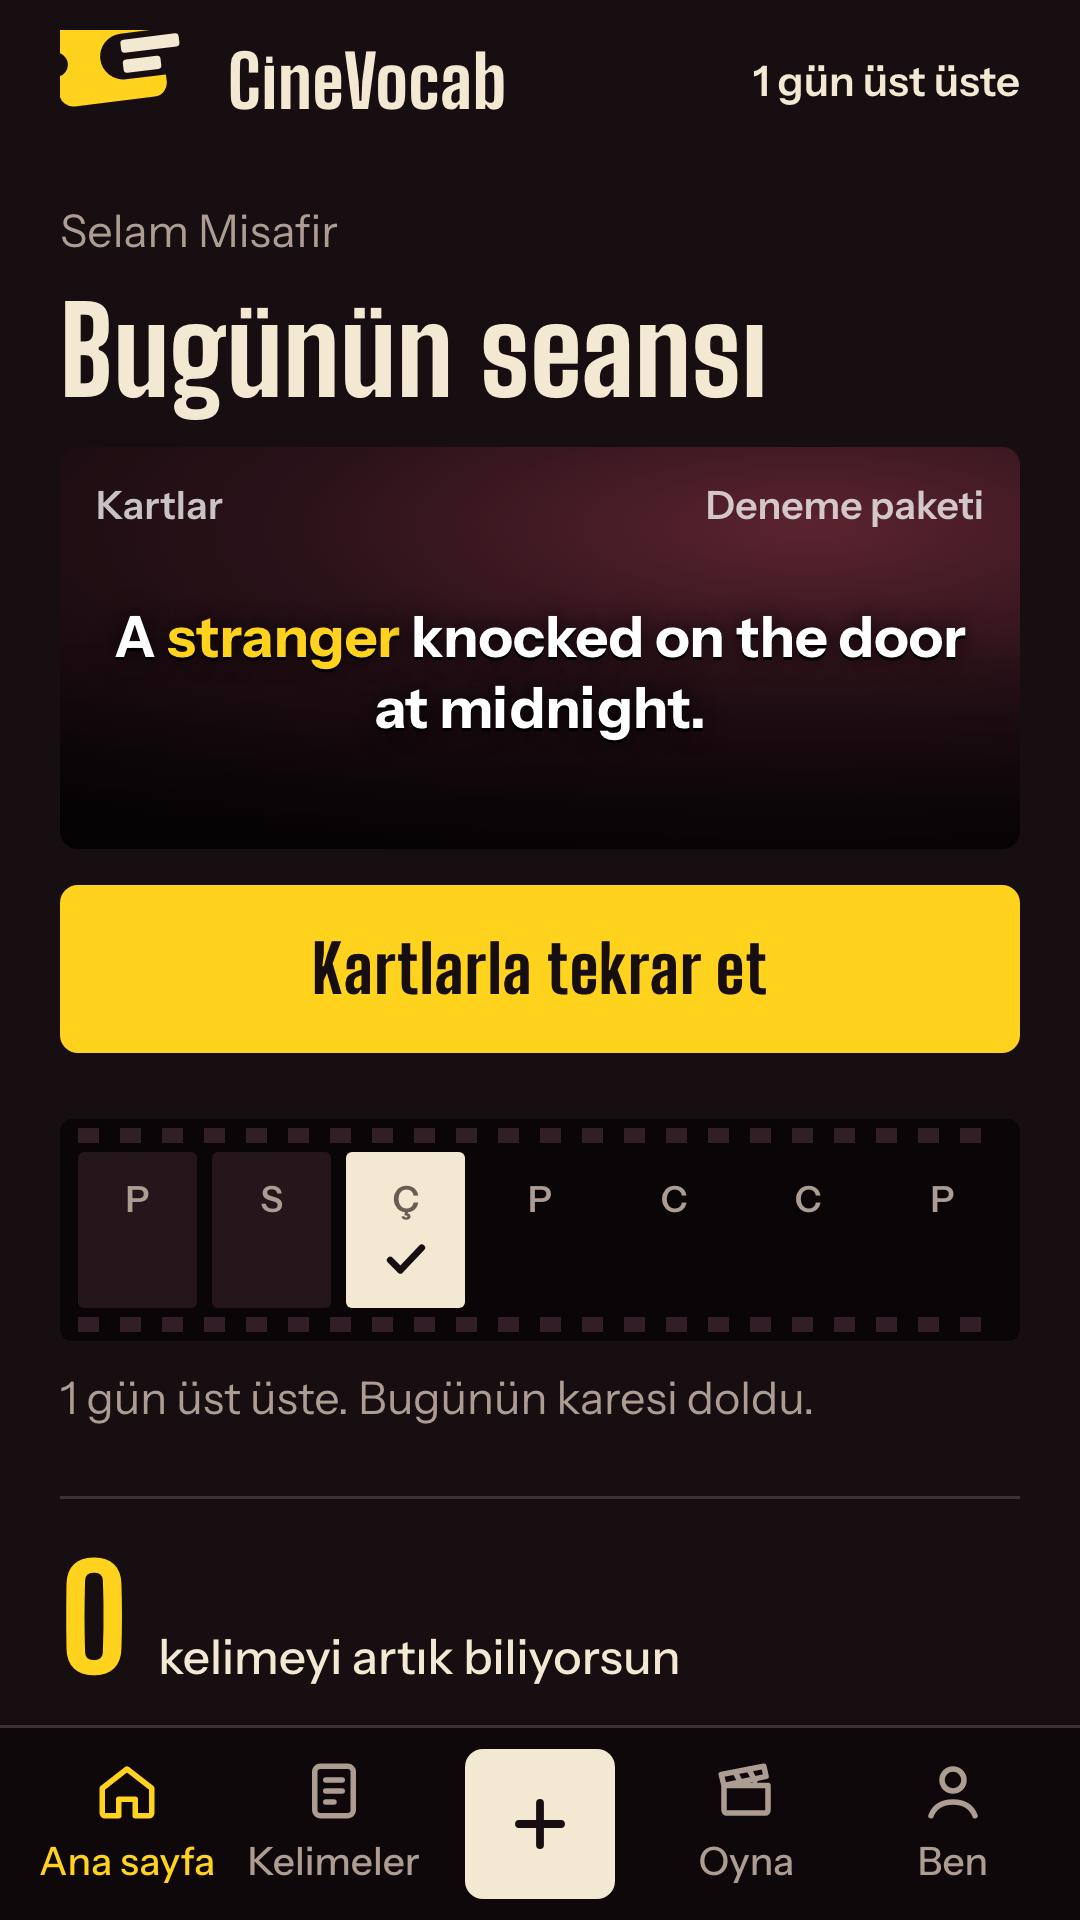 CineVocab
1 gün üst üste
Selam Misafir
Bugünün seansı
Kartlar
Deneme paketi
A stranger knocked on the door
at midnight.
Kartlarla tekrar et
P S Ç P C C P
1 gün üst üste. Bugünün karesi doldu.
0 kelimeyi artık biliyorsun
Ana sayfa
Kelimeler
Oyna
Ben